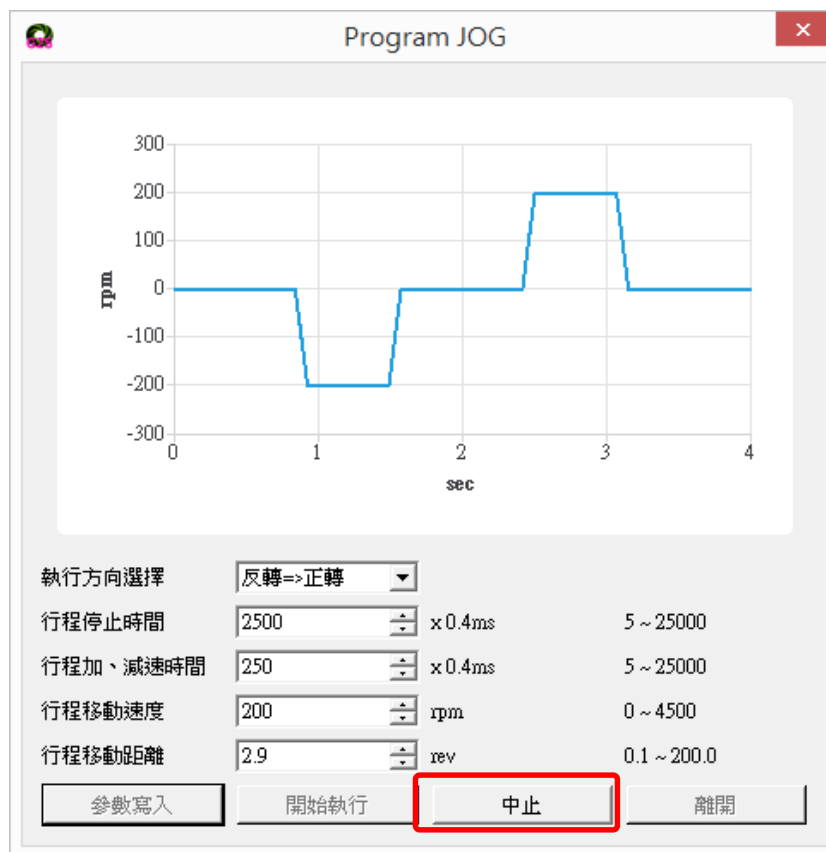 Program JOG
300
200
100
0
-100
-200
-300
rpm
0 1 2 3 4
sec
執行方向選擇 反轉=>正轉
行程停止時間 2500 x 0.4ms 5 ~ 25000
行程加、減速時間 250 x 0.4ms 5 ~ 25000
行程移動速度 200 rpm 0 ~ 4500
行程移動距離 2.9 rev 0.1 ~ 200.0
參數寫入 開始執行 中止 離開